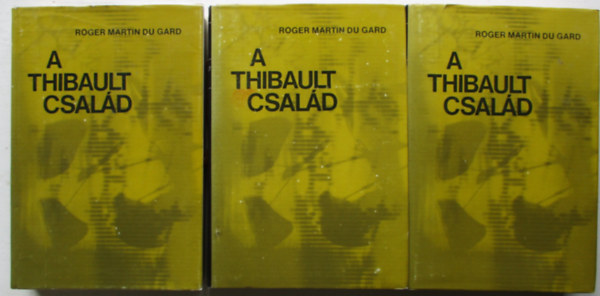 ROGER MARTIN DU GARD
A
THIBAULT
CSALÁD
ROGER MARTIN DU GARD
A
THIBAULT
CSALÁD
ROGER MARTIN DU GARD
A
THIBAULT
CSALÁD